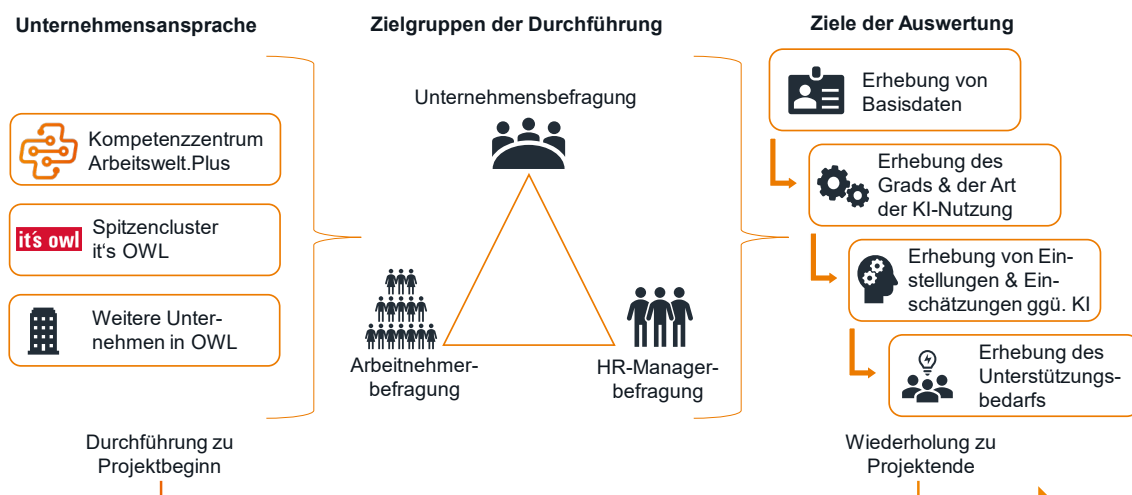 Unternehmensansprache
Kompetenzzentrum
Arbeitswelt.Plus
it's owl
Spitzencluster
it‘s OWL
Weitere Unter-
nehmen in OWL
Zielgruppen der Durchführung
Unternehmensbefragung
Arbeitnehmer-
befragung
HR-Manager-
befragung
Ziele der Auswertung
Erhebung von
Basisdaten
Erhebung des
Grads & der Art
der KI-Nutzung
Erhebung von Ein-
stellungen & Ein-
schätzungen ggü. KI
Erhebung des
Unterstützungs-
bedarfs
Durchführung zu
Projektbeginn
Wiederholung zu
Projektende